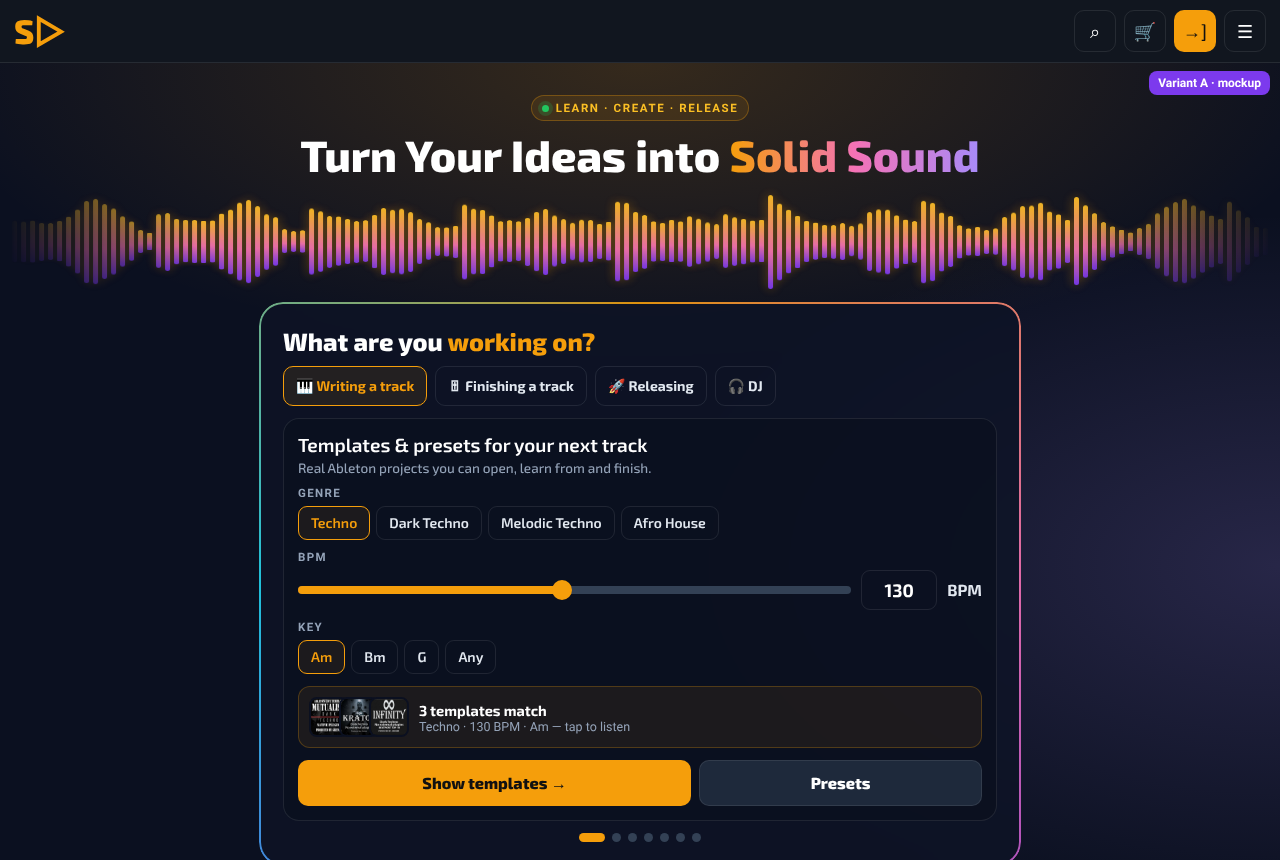 S
Variant A · mockup
LEARN · CREATE · RELEASE
Turn Your Ideas into Solid Sound
What are you working on?
Writing a track
Finishing a track
Releasing
DJ
Templates & presets for your next track
Real Ableton projects you can open, learn from and finish.
GENRE
Techno
Dark Techno
Melodic Techno
Afro House
BPM
130
BPM
KEY
Am
Bm
G
Any
INFINITY
3 templates match
Techno · 130 BPM · Am — tap to listen
Show templates →
Presets